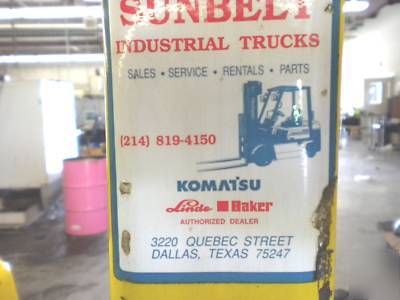 SUNBELT
INDUSTRIAL TRUCKS
SALES • SERVICE • RENTALS • PARTS
(214) 819-4150
KOMATSU
Linde Baker
AUTHORIZED DEALER
3220 QUEBEC STREET
DALLAS, TEXAS 75247